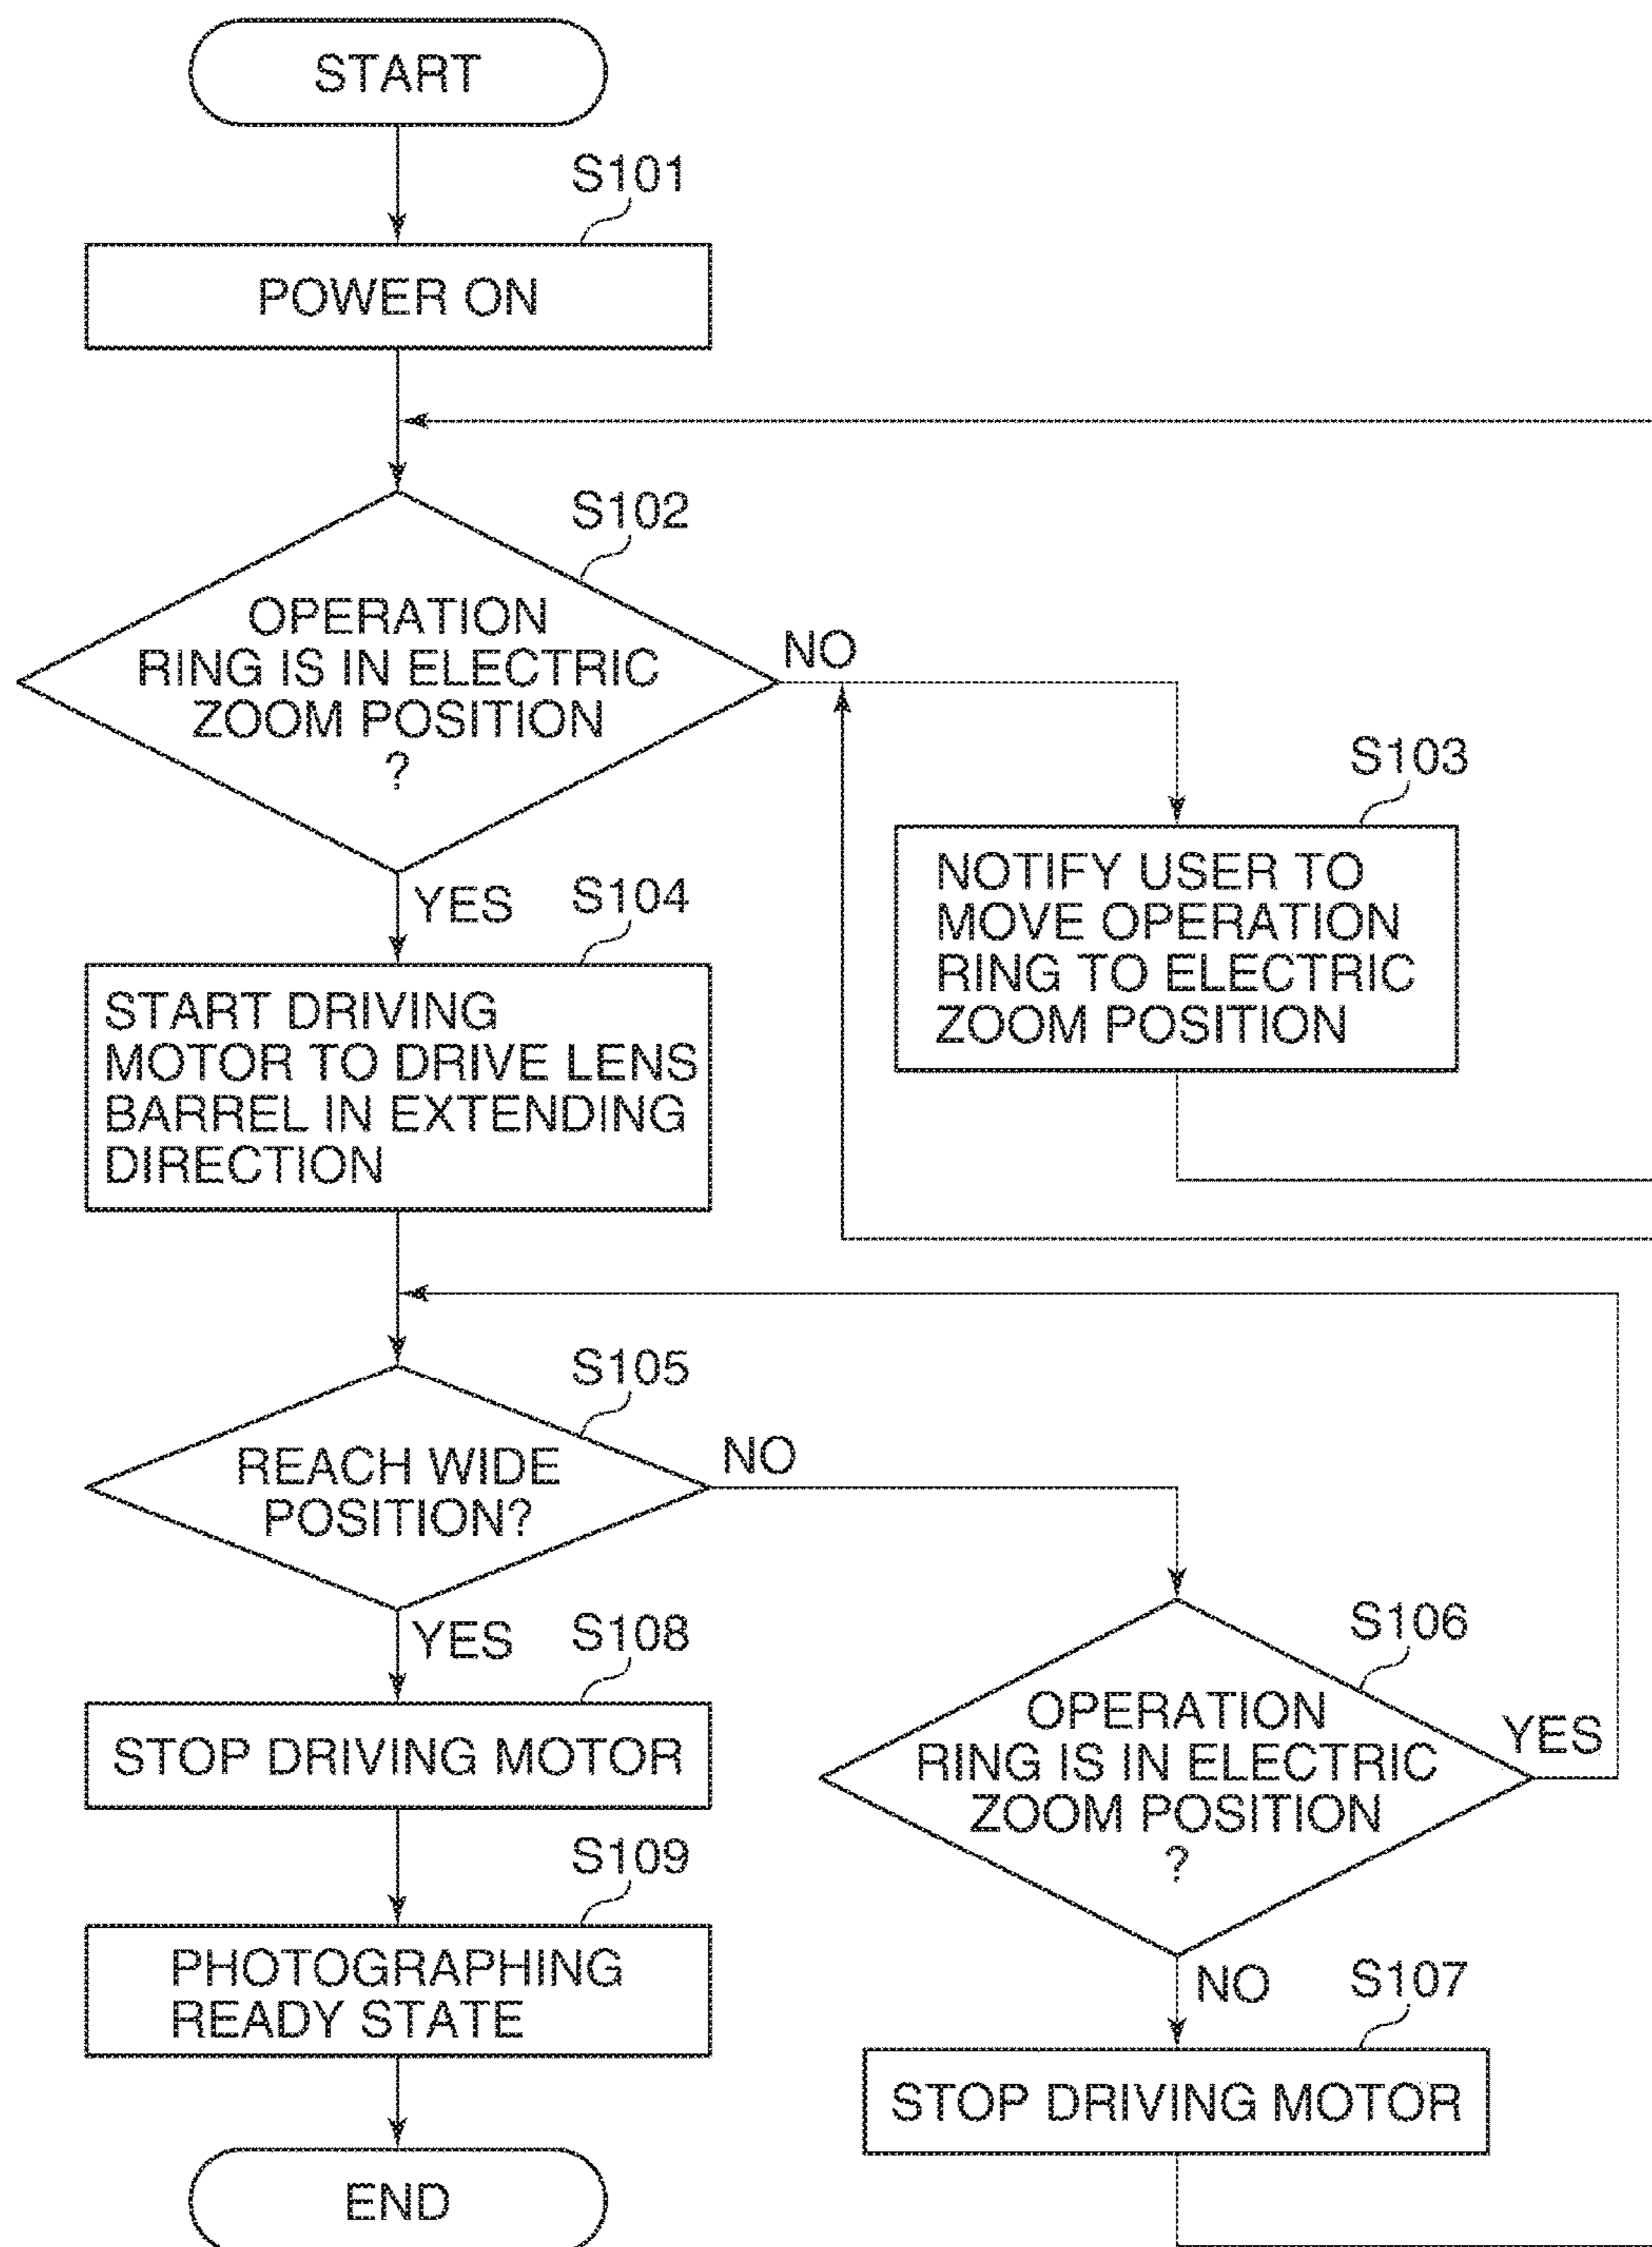 START
S101
POWER ON
S102
OPERATION
RING IS IN ELECTRIC
ZOOM POSITION
?
NO
S103
NOTIFY USER TO
MOVE OPERATION
RING TO ELECTRIC
ZOOM POSITION
YES
S104
START DRIVING
MOTOR TO DRIVE LENS
BARREL IN EXTENDING
DIRECTION
S105
REACH WIDE
POSITION?
NO
S106
OPERATION
RING IS IN ELECTRIC
ZOOM POSITION
?
YES
NO
S107
STOP DRIVING MOTOR
YES
S108
STOP DRIVING MOTOR
S109
PHOTOGRAPHING
READY STATE
END